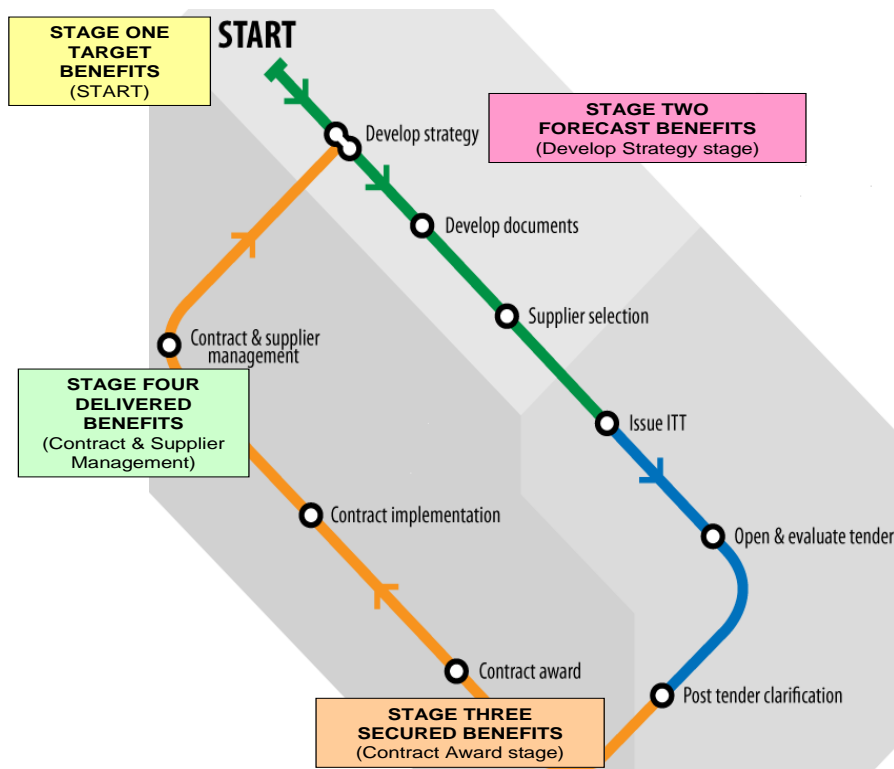 STAGE ONE
TARGET
BENEFITS
(START)
START
STAGE TWO
FORECAST BENEFITS
(Develop Strategy stage)
Develop strategy
Develop documents
Supplier selection
Contract & supplier
management
STAGE FOUR
DELIVERED
BENEFITS
(Contract & Supplier
Management)
Issue ITT
Contract implementation
Open & evaluate tender
Contract award
Post tender clarification
STAGE THREE
SECURED BENEFITS
(Contract Award stage)